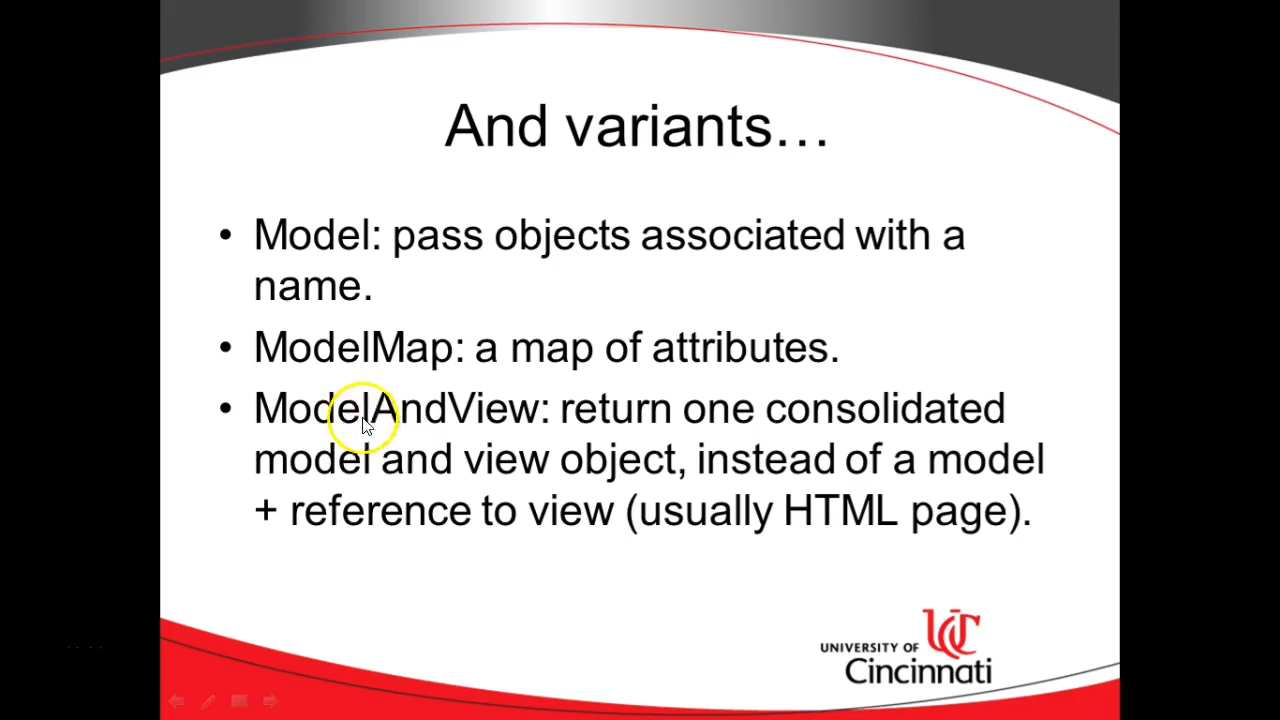 And variants…
• Model: pass objects associated with a
name.
• ModelMap: a map of attributes.
• ModelAndView: return one consolidated
model and view object, instead of a model
+ reference to view (usually HTML page).
UC
UNIVERSITY OF
Cincinnati